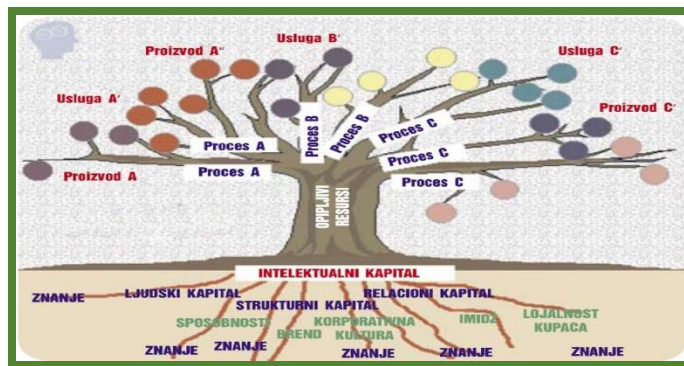 Usluga B'
Proizvod A''
Usluga C'
Usluga A'
Proizvod C'
Proces B
Proces B
Proces C
Proces A
Proces C
Proces A
Proizvod A
Proces C
OPIPLJIVI
RESURSI
INTELEKTUALNI KAPITAL
ZNANJE
LJUDSKI KAPITAL
RELACIONI KAPITAL
STRUKTURNI KAPITAL
SPOSOBNOSTI
BREND
KORPORATIVNA
KULTURA
IMIDŽ
LOJALNOST
KUPACA
ZNANJE
ZNANJE
ZNANJE
ZNANJE
ZNANJE